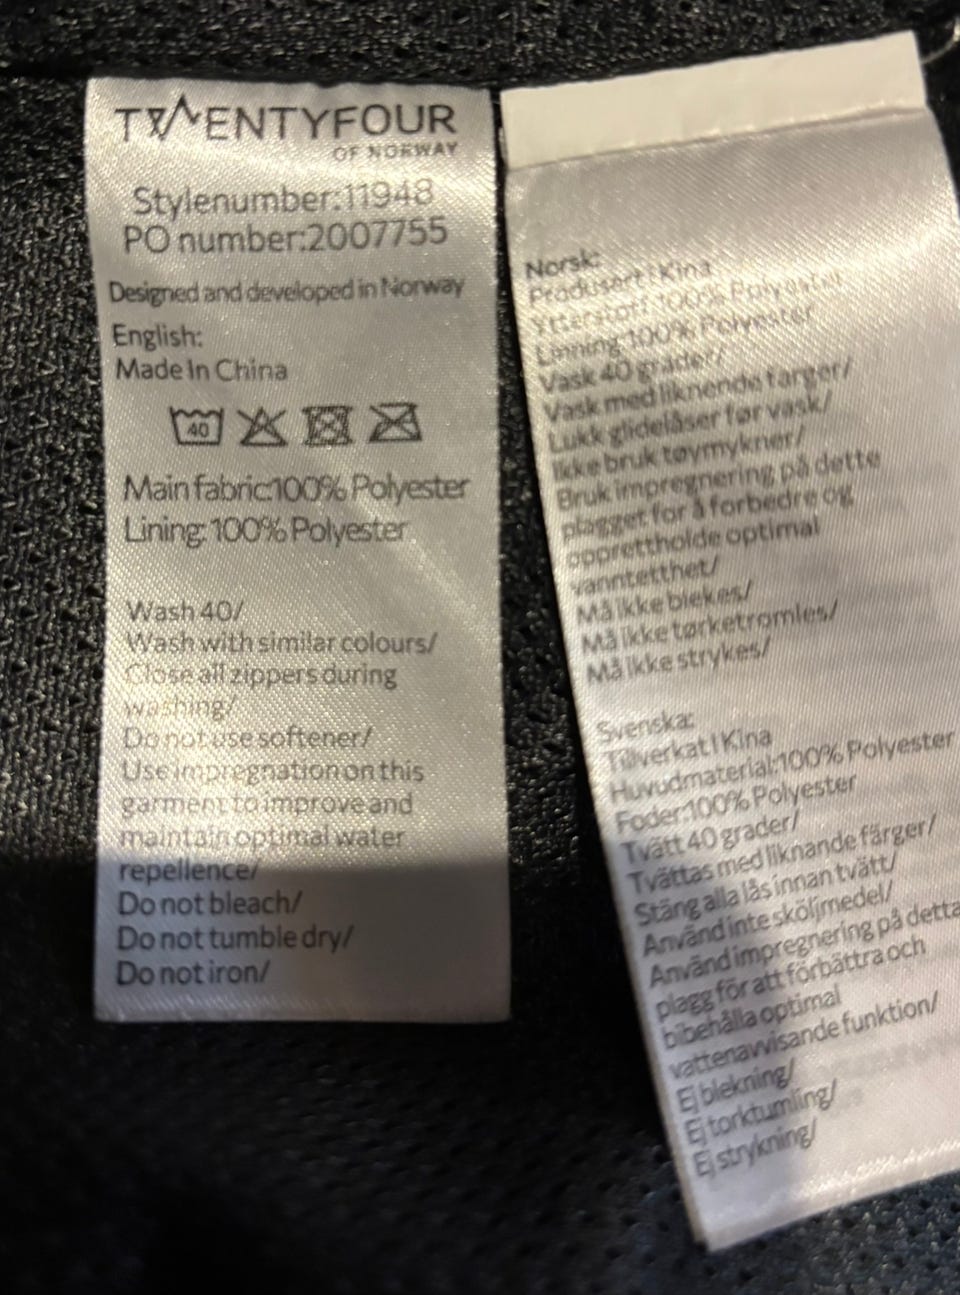 TWENTYFOUR
OF NORWAY
Stylenumber:11948
PO number:2007755
Designed and developed in Norway
English:
Made In China
40
Main fabric:100% Polyester
Lining: 100% Polyester
Wash 40/
Wash with similar colours/
Close all zippers during
washing/
Do not use softener/
Use impregnation on this
garment to improve and
maintain optimal water
repellence/
Do not bleach/
Do not tumble dry/
Do not iron/
Norsk:
Produsert i Kina
Ytterstoff: 100% Polyester
Linning 100% Polyester
Vask 40 grader/
Vask med liknende farger/
Lukk glidelåser før vask/
Ikke bruk tøymykner/
Bruk impregnering på dette
plagget for å forbedre og
opprettholde optimal
vanntetthet/
Må ikke blekes/
Må ikke tørketromles/
Må ikke strykes/
Svenska:
Tilverkat I Kina
Huvudmaterial:100% Polyester
Foder:100% Polyester
Tvätt 40 grader/
Tvättas med liknande färger/
Stäng alla lås innan tvätt/
Använd inte sköljmedel/
Använd impregnering på detta
plagg för att förbättra och
bibehålla optimal
vattenavvisande funktion/
Ej blekning/
Ej torktumling/
Ej strykning/